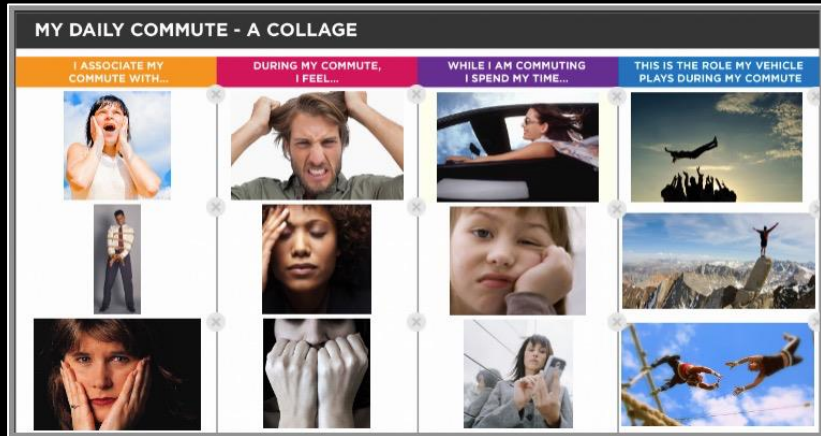 MY DAILY COMMUTE - A COLLAGE
I ASSOCIATE MY
COMMUTE WITH...
DURING MY COMMUTE,
I FEEL...
WHILE I AM COMMUTING
I SPEND MY TIME...
THIS IS THE ROLE MY VEHICLE
PLAYS DURING MY COMMUTE